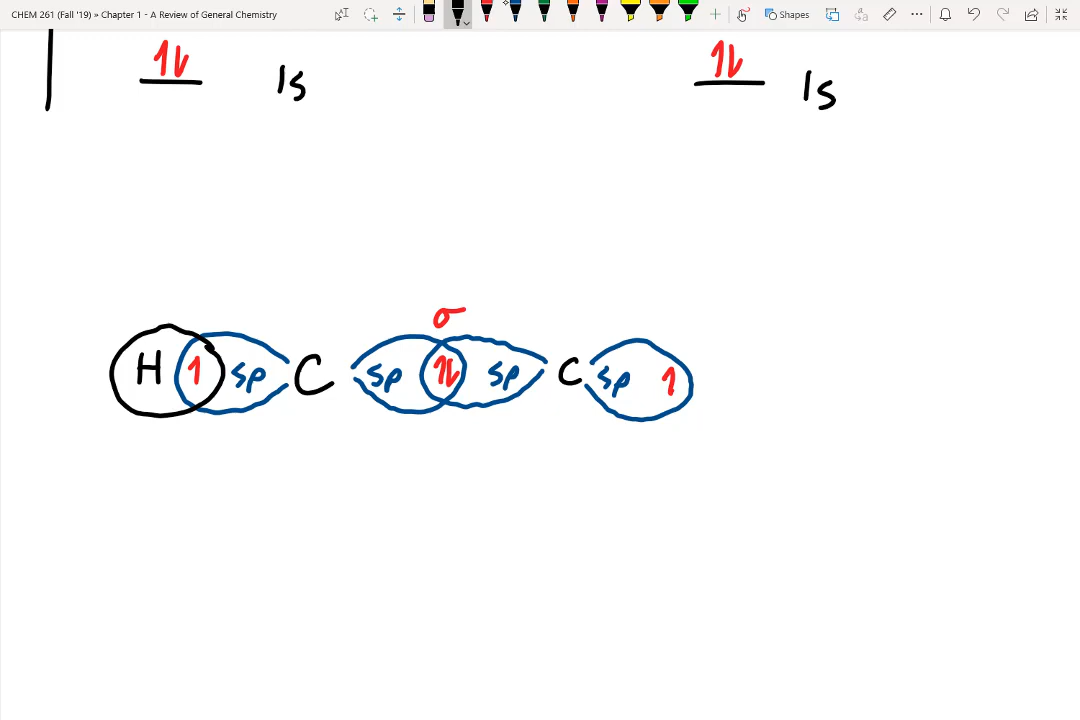 CHEM 261 (Fall '19) » Chapter 1 - A Review of General Chemistry
Shapes
1s 1s
σ
H 1 sp C sp 1l sp C sp 1